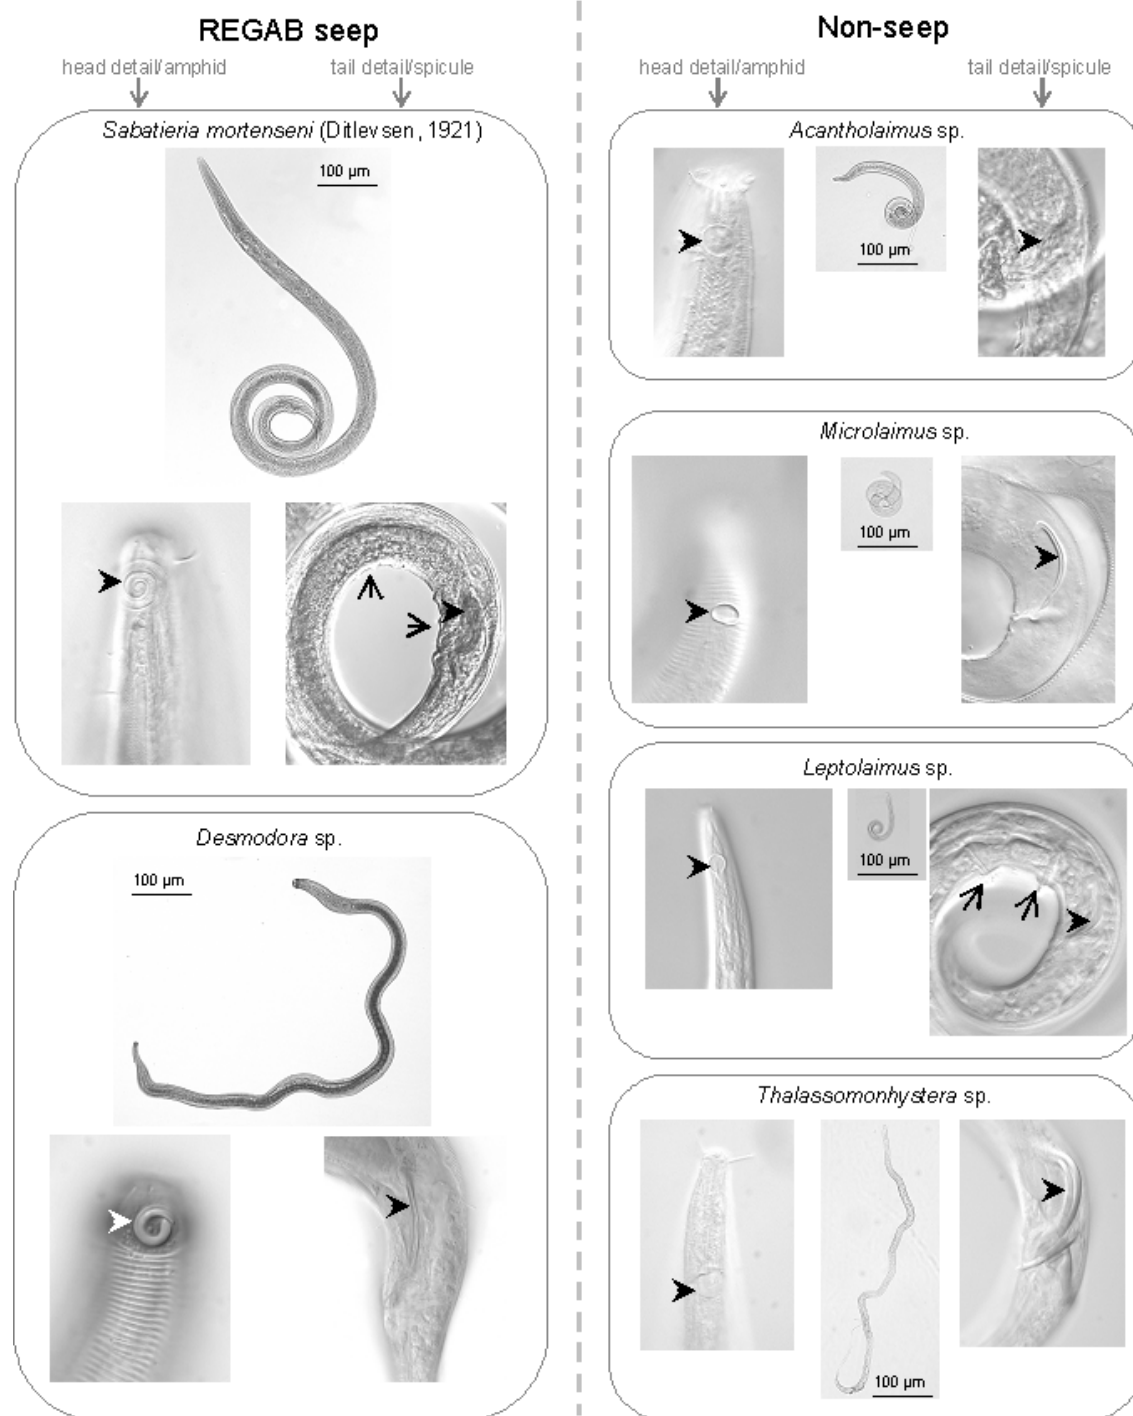 REGAB seep
head detail/amphid
tail detail/spicule
Sabatieria mortenseni (Ditlevsen, 1921)
100 µm
Desmodora sp.
100 µm
Non-seep
head detail/amphid
tail detail/spicule
Acantholaimus sp.
100 µm
Microlaimus sp.
100 µm
Leptolaimus sp.
100 µm
Thalassomonhystera sp.
100 µm